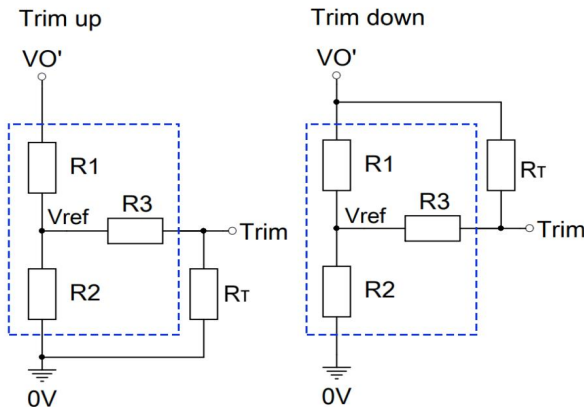 Trim up
VO'
R1
Vref
R3
Trim
R2
RT
0V
Trim down
VO'
R1
RT
Vref
R3
Trim
R2
0V